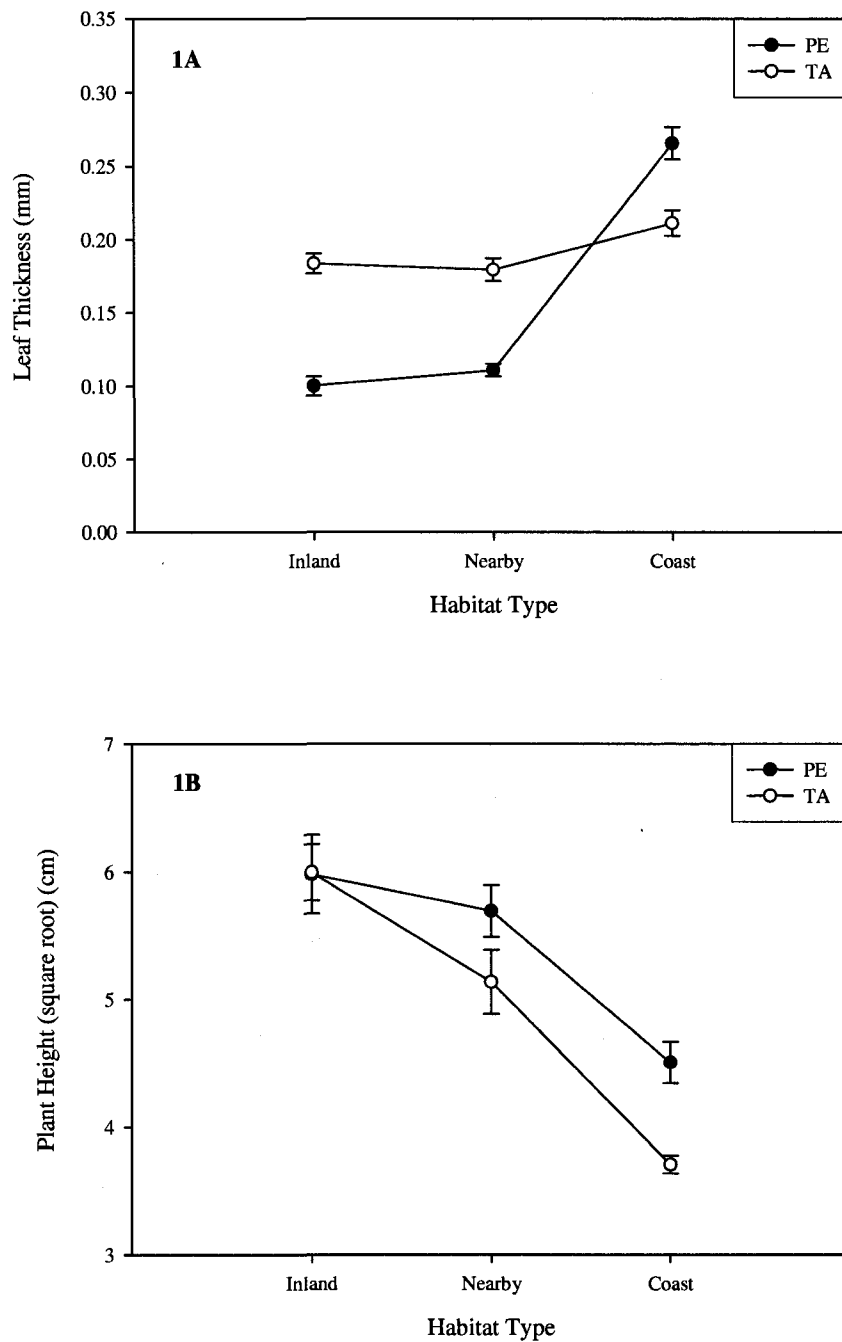 1A
PE
TA
0.35
0.30
0.25
0.20
0.15
0.10
0.05
0.00
Leaf Thickness (mm)
Inland Nearby Coast
Habitat Type
1B
PE
TA
7
6
5
4
3
Plant Height (square root) (cm)
Inland Nearby Coast
Habitat Type